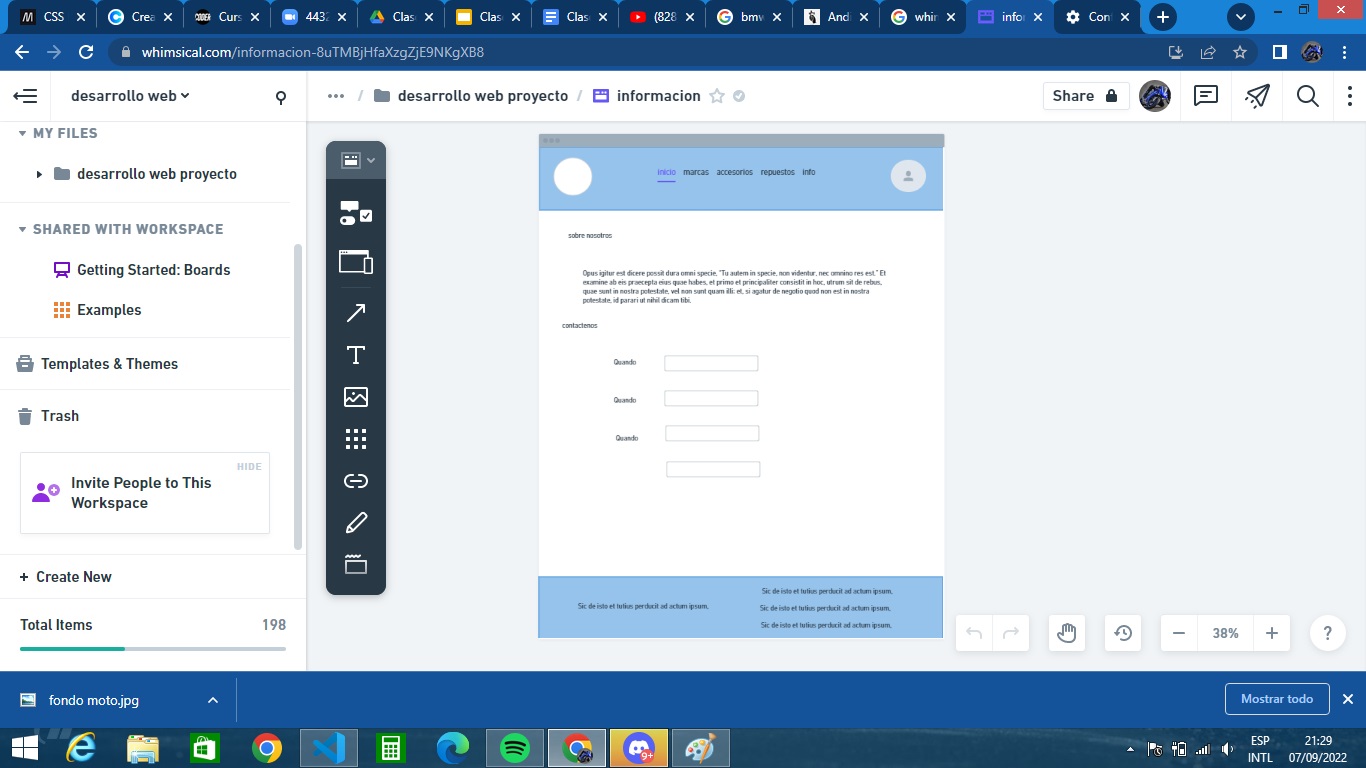 CSS
Crea
Curs
4432
Clas
Clas
Clas
(828
bmw
And
whir
infor
Con
whimsical.com/informacion-8uTMBjHfaXzgZjE9NKgXB8
desarrollo web
desarrollo web proyecto / informacion
Share
MY FILES
desarrollo web proyecto
SHARED WITH WORKSPACE
Getting Started: Boards
Examples
Templates & Themes
Trash
HIDE
Invite People to This
Workspace
+ Create New
Total Items 198
inicio marcas accesorios repuestos info
sobre nosotros
Opus igitur est dicere possit dura omni specie, "Tu autem in specie, non videntur, nec omnino res est." Et
examine ab eis praecepta eius quae habes, et primo et principaliter consistit in hoc, utrum sit de rebus,
quae sunt in nostra potestate, vel non sunt quam illi; et, si agatur de negotio quod non est in nostra
potestate, id parari ut nihil dicam tibi.
contactenos
Quando
Quando
Quando
Sic de isto et tutius perducit ad actum ipsum,
Sic de isto et tutius perducit ad actum ipsum,
Sic de isto et tutius perducit ad actum ipsum,
Sic de isto et tutius perducit ad actum ipsum,
38%
?
fondo moto.jpg
Mostrar todo
9+
ESP
INTL
21:29
07/09/2022